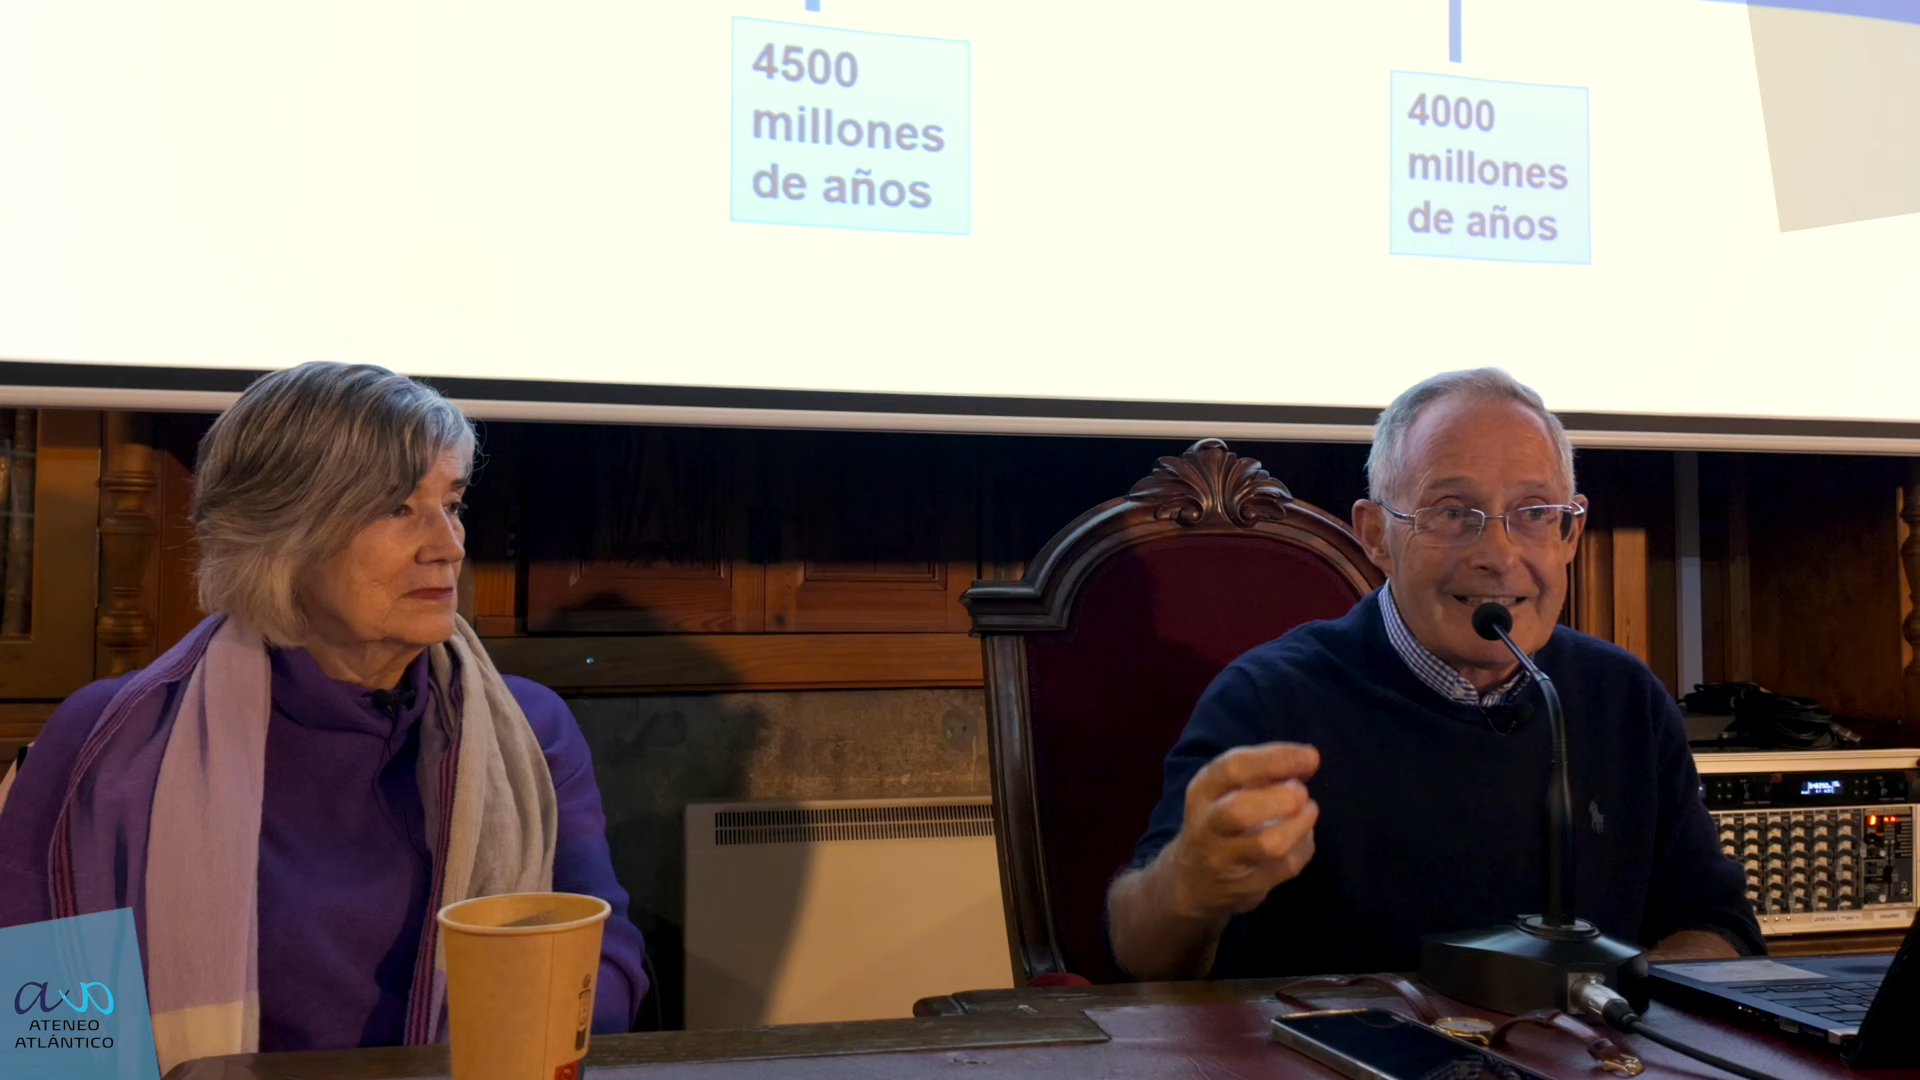 4500
millones
de años
4000
millones
de años
ATENEO
ATLÁNTICO